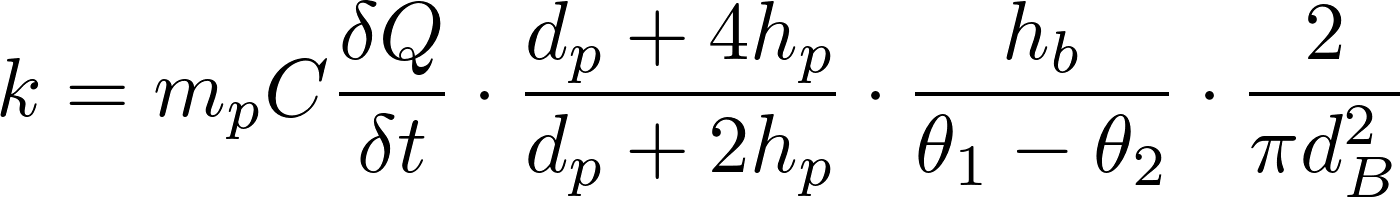 k = m_p C \frac{\delta Q}{\delta t} \cdot \frac{d_p + 4h_p}{d_p + 2h_p} \cdot \frac{h_b}{\theta_1 - \theta_2} \cdot \frac{2}{\pi d_B^2}